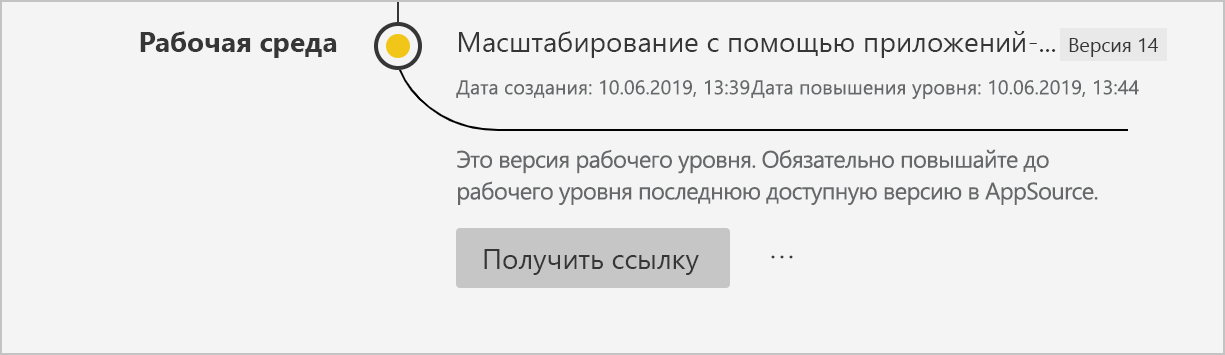 Рабочая среда
Масштабирование с помощью приложений-... Версия 14
Дата создания: 10.06.2019, 13:39Дата повышения уровня: 10.06.2019, 13:44
Это версия рабочего уровня. Обязательно повышайте до
рабочего уровня последнюю доступную версию в AppSource.
Получить ссылку ...